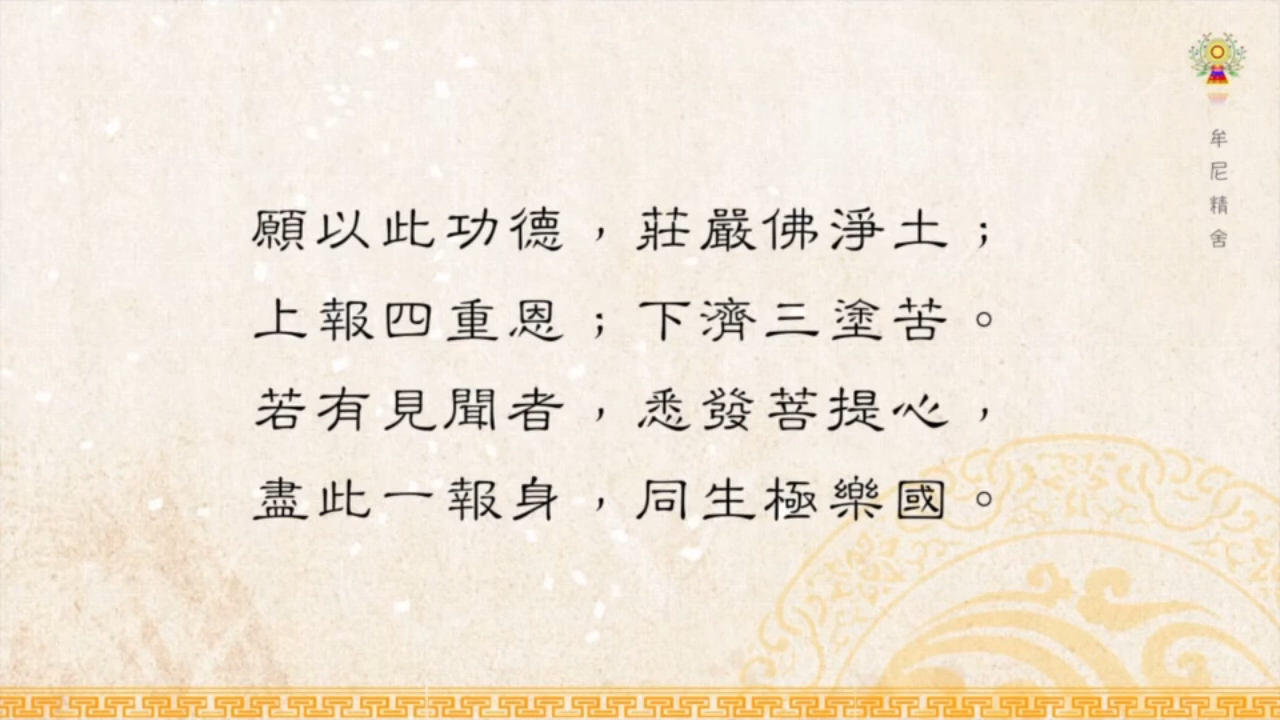 願以此功德，莊嚴佛淨土；
上報四重恩；下濟三塗苦。
若有見聞者，悉發菩提心，
盡此一報身，同生極樂國。
牟尼精舍